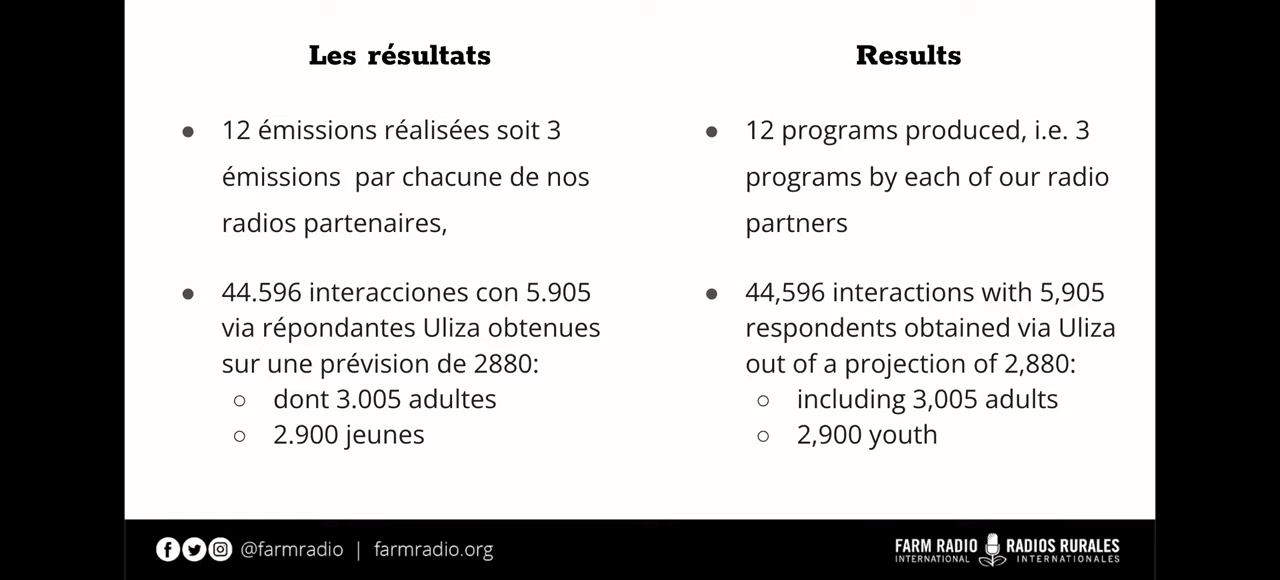 Les résultats
12 émissions réalisées soit 3
émissions par chacune de nos
radios partenaires,
44.596 interacciones con 5.905
via répondantes Uliza obtenues
sur une prévision de 2880:
dont 3.005 adultes
2.900 jeunes
Results
12 programs produced, i.e. 3
programs by each of our radio
partners
44,596 interactions with 5,905
respondents obtained via Uliza
out of a projection of 2,880:
including 3,005 adults
2,900 youth
@farmradio | farmradio.org
FARM RADIO
INTERNATIONAL
RADIOS RURALES
INTERNATIONALES